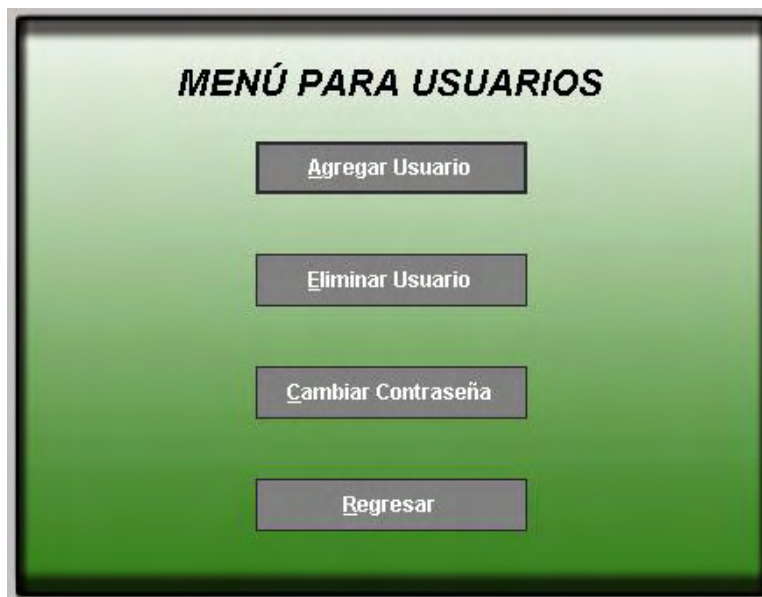 MENÚ PARA USUARIOS
Agregar Usuario
Eliminar Usuario
Cambiar Contraseña
Regresar